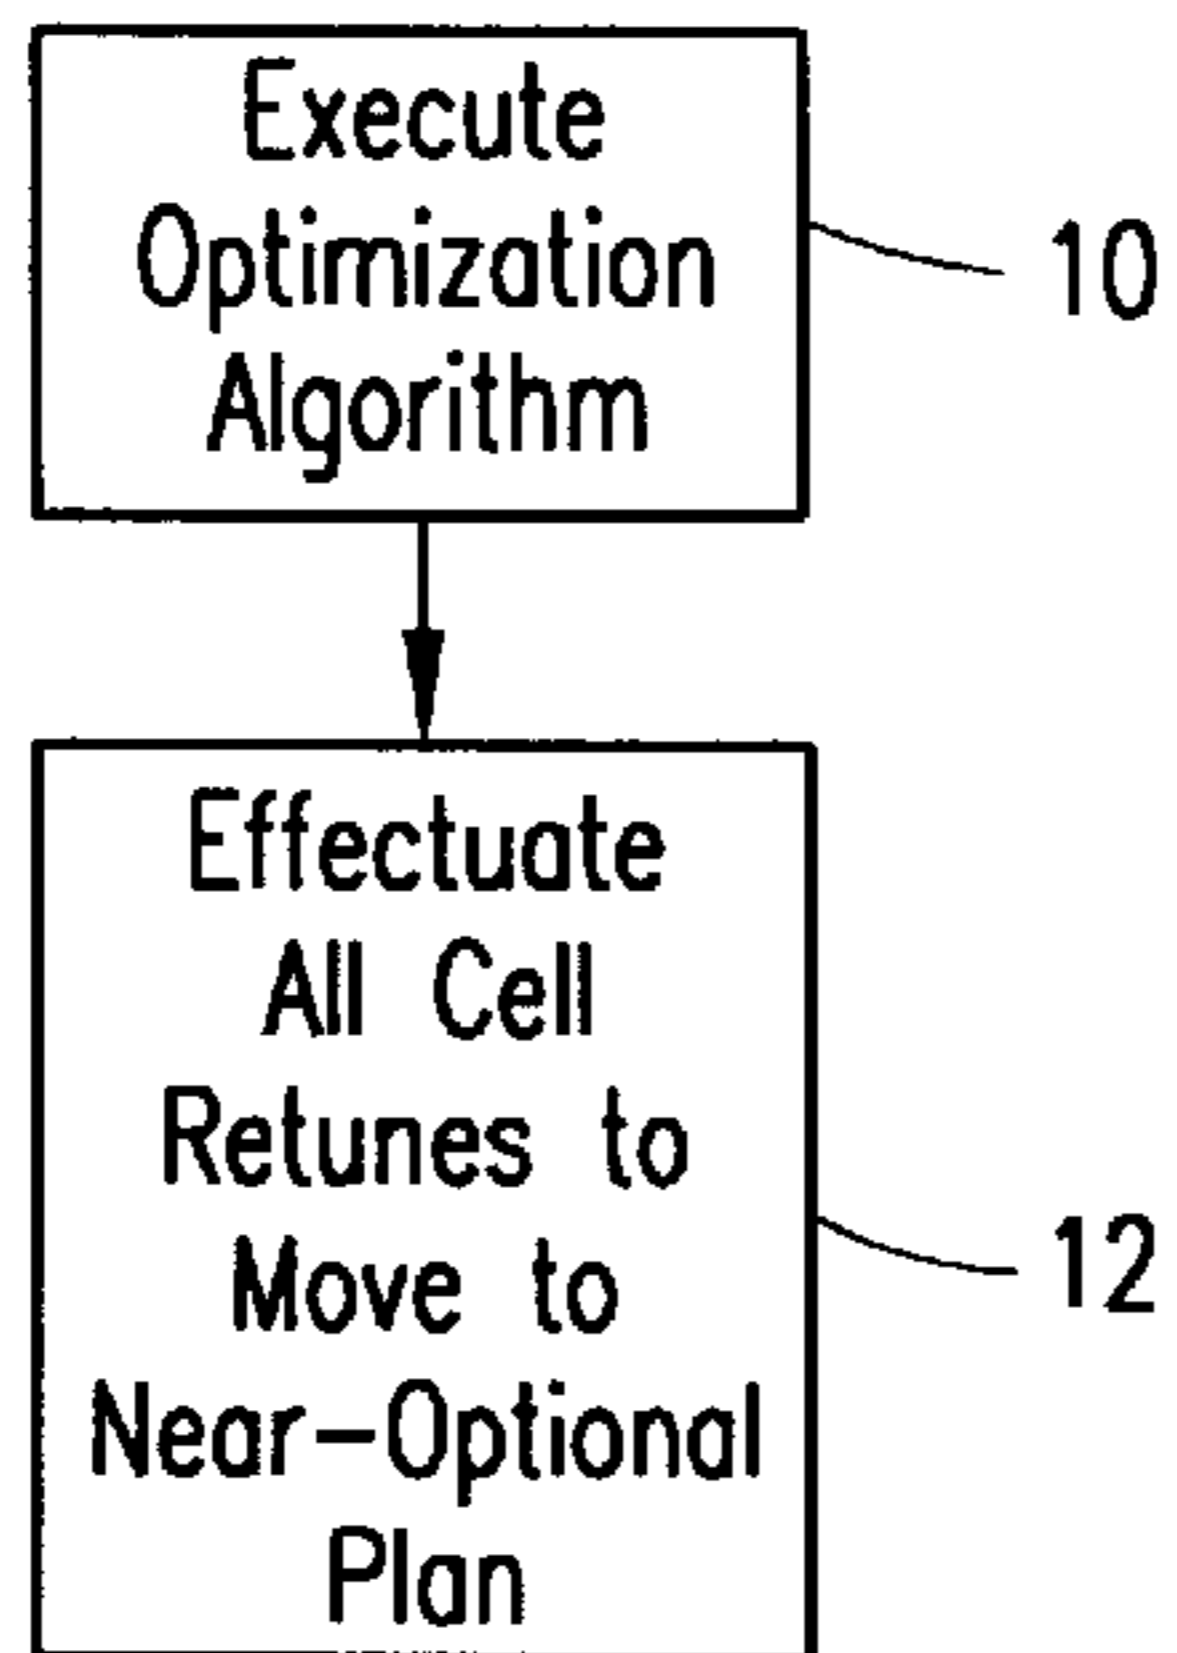 Execute
Optimization
Algorithm
10
Effectuate
All Cell
Retunes to
Move to
Near-Optional
Plan
12